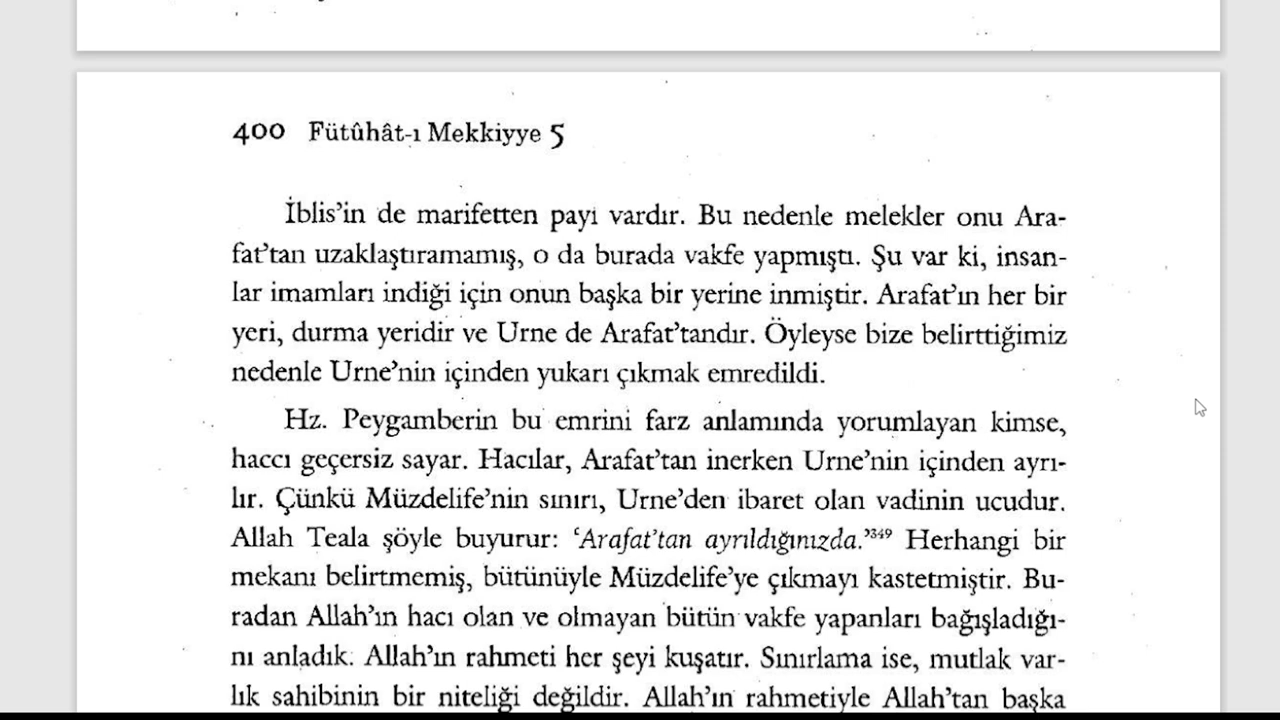 400 Fütûhât-ı Mekkiyye 5
İblis'in de marifetten payı vardır. Bu nedenle melekler onu Ara-
fat'tan uzaklaştıramamış, o da burada vakfe yapmıştı. Şu var ki, insan-
lar imamları indiği için onun başka bir yerine inmiştir. Arafat'ın her bir
yeri, durma yeridir ve Urne de Arafat'tandır. Öyleyse bize belirttiğimiz
nedenle Urne'nin içinden yukarı çıkmak emredildi.
Hz. Peygamberin bu emrini farz anlamında yorumlayan kimse,
haccı geçersiz sayar. Hacılar, Arafat'tan inerken Urne'nin içinden ayrı-
lır. Çünkü Müzdelife'nin sınırı, Urne'den ibaret olan vadinin ucudur.
Allah Teala şöyle buyurur: 'Arafat'tan ayrıldığınızda.'³⁴⁹ Herhangi bir
mekanı belirtmemiş, bütünüyle Müzdelife'ye çıkmayı kastetmiştir. Bu-
radan Allah'ın hacı olan ve olmayan bütün vakfe yapanları bağışladığı-
nı anladık. Allah'ın rahmeti her şeyi kuşatır. Sınırlama ise, mutlak var-
lık sahibinin bir niteliği değildir. Allah'ın rahmetiyle Allah'tan başka